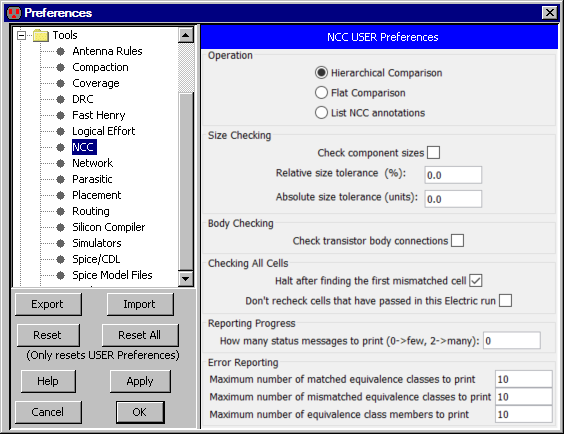 Preferences
Tools
Antenna Rules
Compaction
Coverage
DRC
Fast Henry
Logical Effort
NCC
Network
Parasitic
Placement
Routing
Silicon Compiler
Simulators
Spice/CDL
Spice Model Files
Export
Import
Reset
Reset All
(Only resets USER Preferences)
Help
Apply
Cancel
OK
NCC USER Preferences
Operation
Hierarchical Comparison
Flat Comparison
List NCC annotations
Size Checking
Check component sizes
Relative size tolerance (%): 0.0
Absolute size tolerance (units): 0.0
Body Checking
Check transistor body connections
Checking All Cells
Halt after finding the first mismatched cell
Don't recheck cells that have passed in this Electric run
Reporting Progress
How many status messages to print (0->few, 2->many): 0
Error Reporting
Maximum number of matched equivalence classes to print 10
Maximum number of mismatched equivalence classes to print 10
Maximum number of equivalence class members to print 10